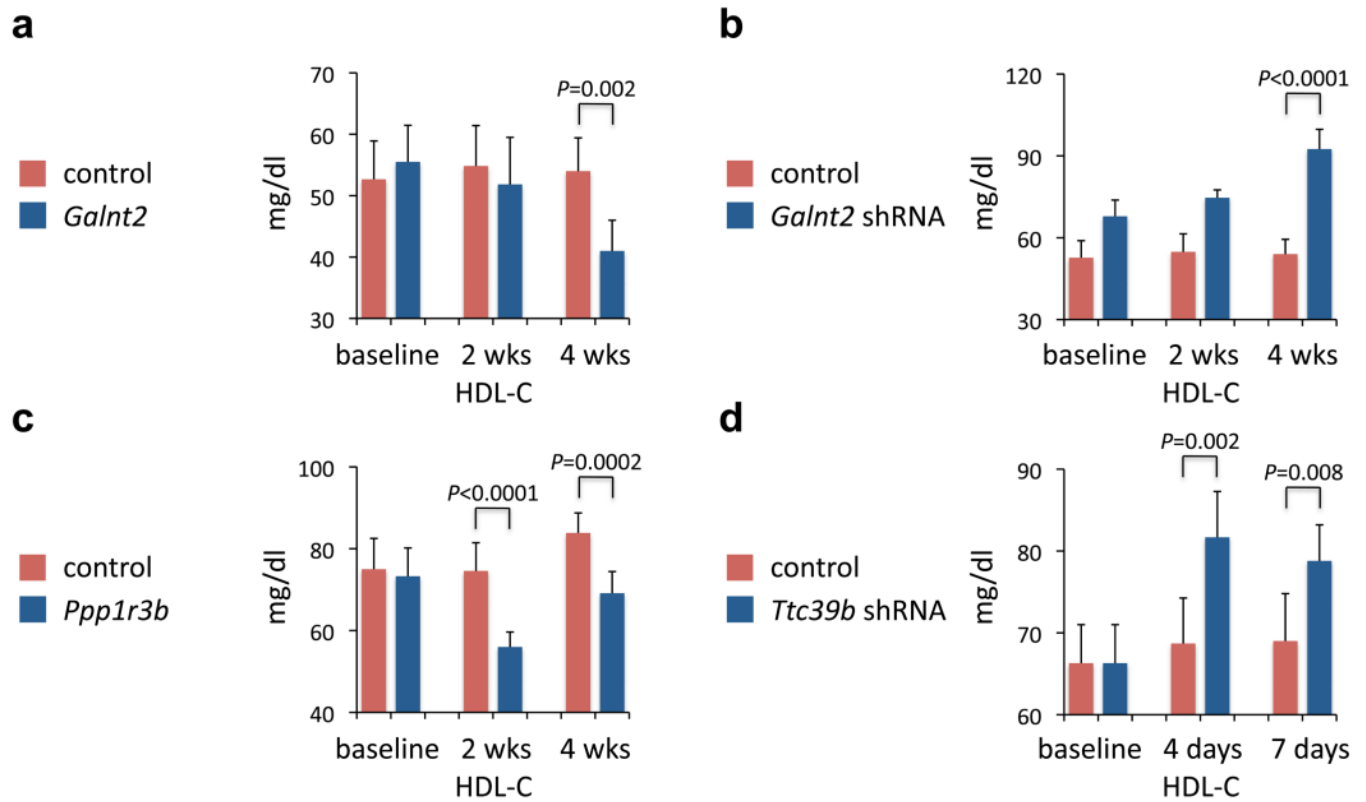 a
70
60
50
40
30
mg/dl
P=0.002
control
Galnt2
baseline 2 wks 4 wks
HDL-C
b
120
90
60
30
mg/dl
P<0.0001
control
Galnt2 shRNA
baseline 2 wks 4 wks
HDL-C
c
100
80
60
40
mg/dl
P<0.0001
P=0.0002
control
Ppp1r3b
baseline 2 wks 4 wks
HDL-C
d
90
80
70
60
mg/dl
P=0.002
P=0.008
control
Ttc39b shRNA
baseline 4 days 7 days
HDL-C